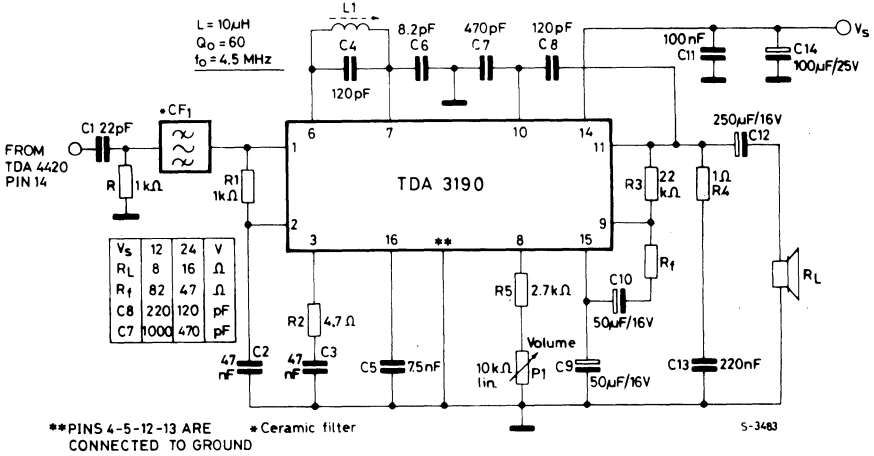 L1
L = 10µH
Qo = 60
fo = 4.5 MHz
C4
120pF
8.2pF
C6
470pF
C7
120pF
C8
100nF
C11
C14
100µF/25V
Vs
*CF1
C1 22pF
FROM
TDA 4420
PIN 14
R
1kΩ
R1
1kΩ
6
7
10
14
1
2
TDA 3190
11
9
3
16
**
8
15
R3
22
kΩ
1Ω
R4
250µF/16V
C12
Rf
RL
C10
50µF/16V
Vs 12 24 V
RL 8 16 Ω
Rf 82 47 Ω
C8 220 120 pF
C7 1000 470 pF
R2
4.7Ω
R5
2.7kΩ
Volume
10kΩ
lin.
P1
47
nF
C2
47
nF
C3
C5
7.5nF
C9
50µF/16V
C13
220nF
**PINS 4-5-12-13 ARE
CONNECTED TO GROUND
*Ceramic filter
S-3483